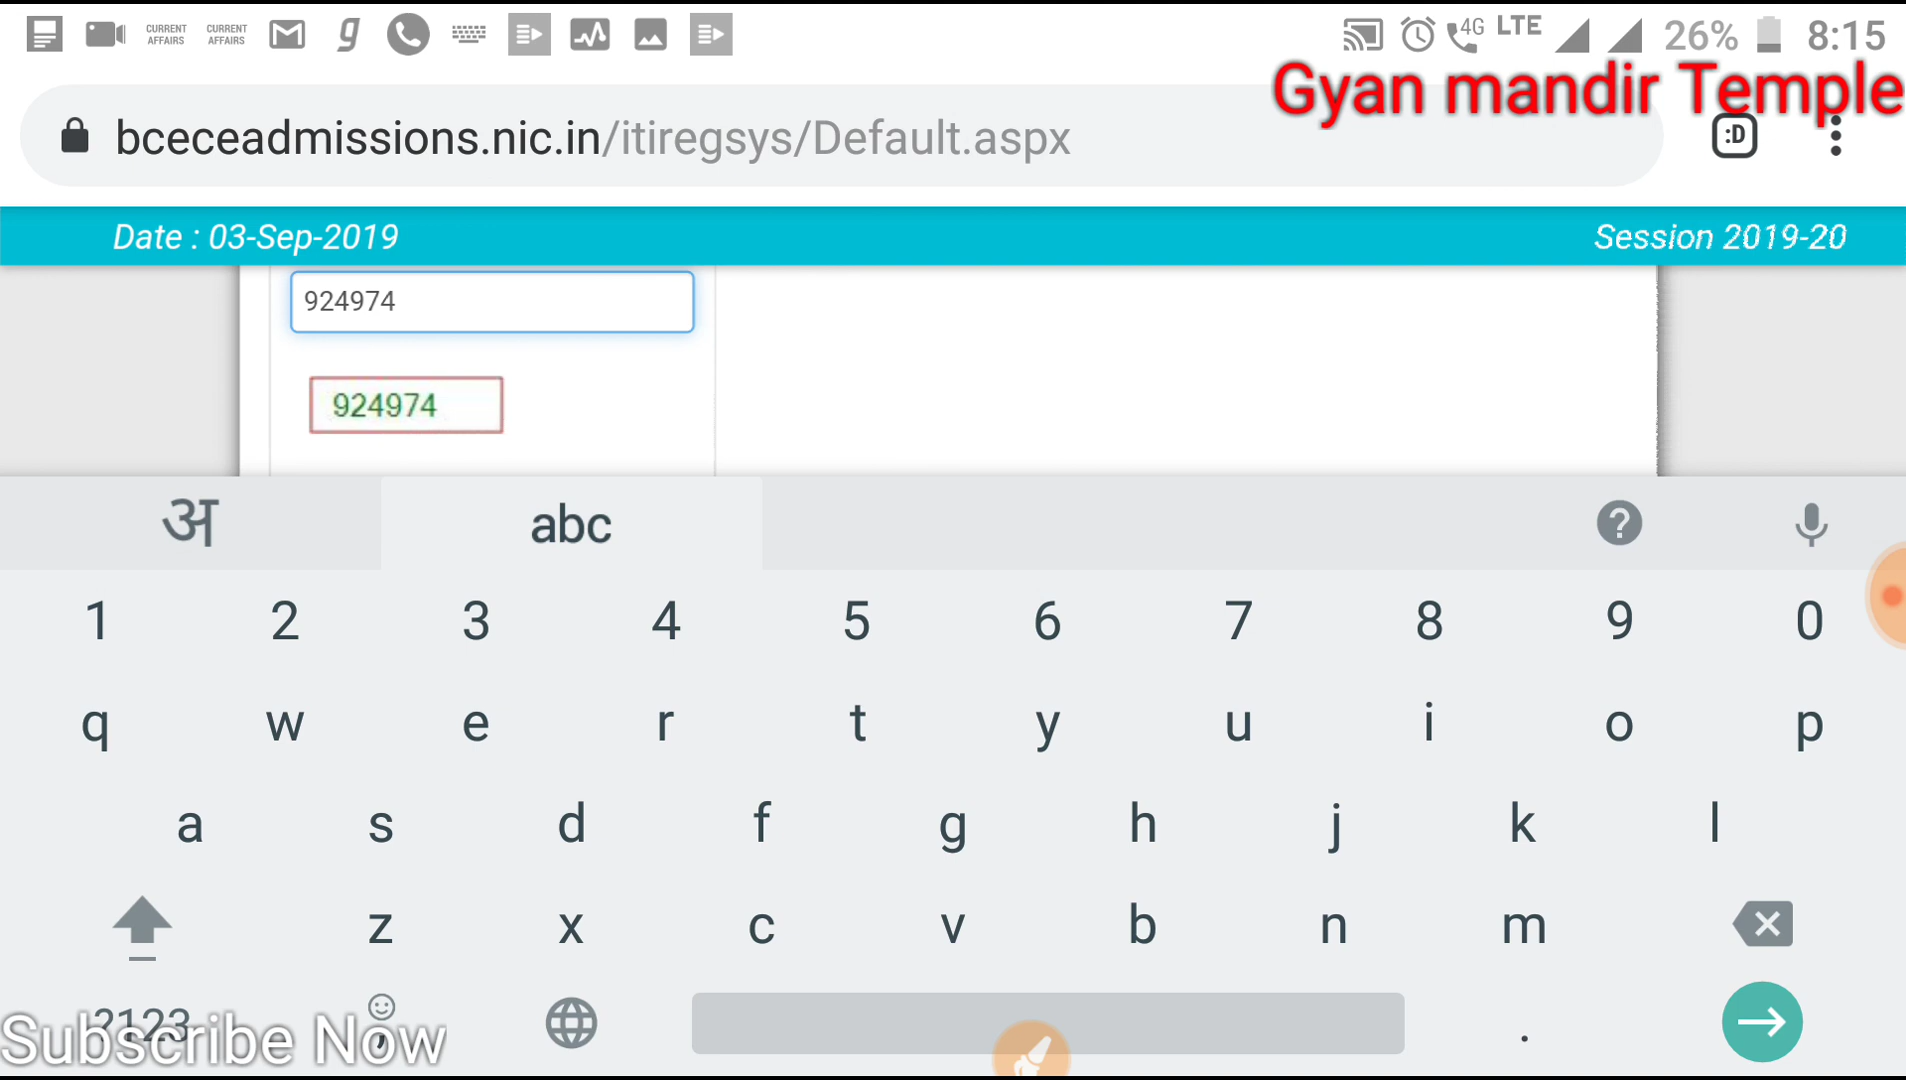 CURRENT AFFAIRS CURRENT AFFAIRS g 4G LTE 26% 8:15
Gyan mandir Temple
bceceadmissions.nic.in/itiregsys/Default.aspx :D
Date : 03-Sep-2019 Session 2019-20
924974
924974
अ abc ?
1 2 3 4 5 6 7 8 9 0
q w e r t y u i o p
a s d f g h j k l
z x c v b n m
?123 , .
Subscribe Now